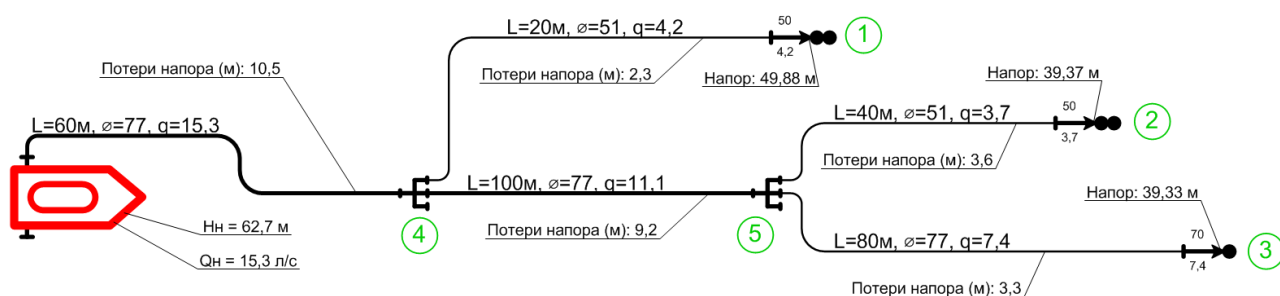 L=20м, ⌀=51, q=4,2
50
4,2
1
Потери напора (м): 10,5
Потери напора (м): 2,3
Напор: 49,88 м
Напор: 39,37 м
L=60м, ⌀=77, q=15,3
L=40м, ⌀=51, q=3,7
50
3,7
2
Потери напора (м): 3,6
L=100м, ⌀=77, q=11,1
Напор: 39,33 м
Hн = 62,7 м
4
Потери напора (м): 9,2
5
L=80м, ⌀=77, q=7,4
70
7,4
3
Qн = 15,3 л/с
Потери напора (м): 3,3